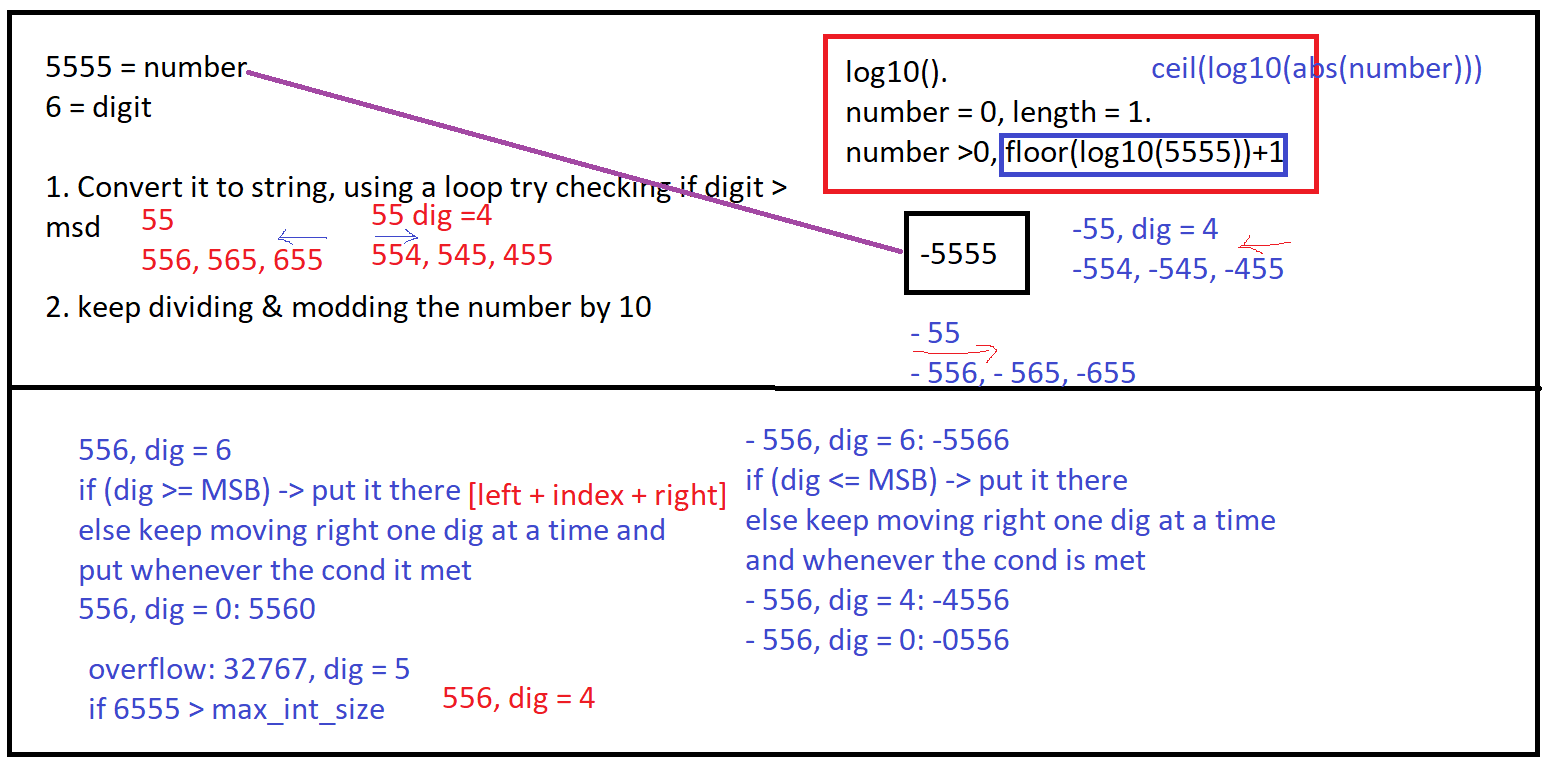 5555 = number
6 = digit
1. Convert it to string, using a loop try checking if digit >
msd
55
556, 565, 655
55 dig =4
554, 545, 455
2. keep dividing & modding the number by 10
log10().
ceil(log10(abs(number)))
number = 0, length = 1.
number >0, floor(log10(5555))+1
-5555
-55, dig = 4
-554, -545, -455
- 55
- 556, - 565, -655
556, dig = 6
if (dig >= MSB) -> put it there [left + index + right]
else keep moving right one dig at a time and
put whenever the cond it met
556, dig = 0: 5560
overflow: 32767, dig = 5
if 6555 > max_int_size
556, dig = 4
- 556, dig = 6: -5566
if (dig <= MSB) -> put it there
else keep moving right one dig at a time
and whenever the cond is met
- 556, dig = 4: -4556
- 556, dig = 0: -0556